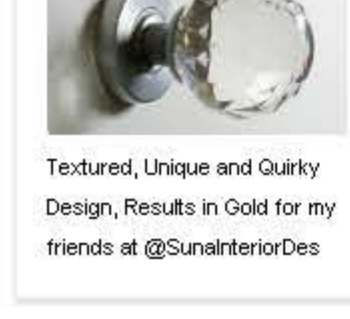 Textured, Unique and Quirky
Design, Results in Gold for my
friends at @SunaInteriorDes